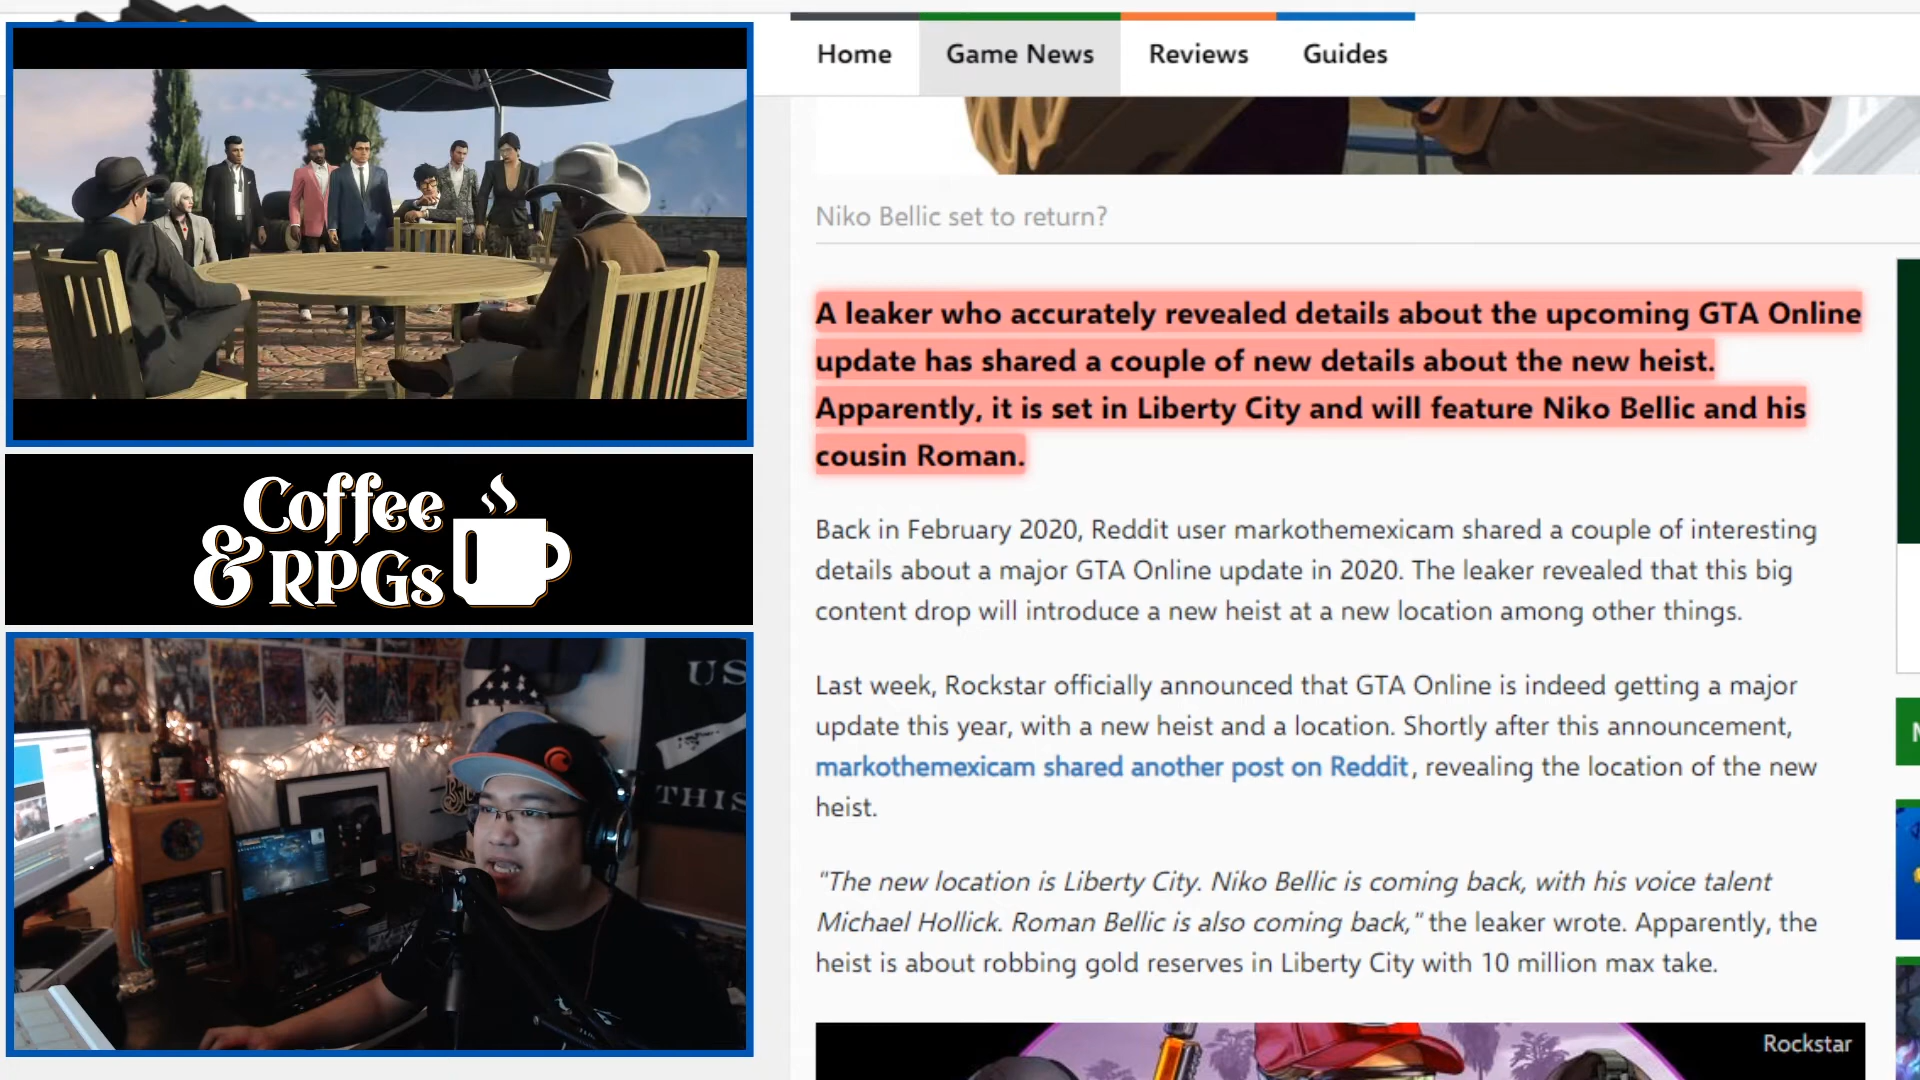 Home
Game News
Reviews
Guides
Niko Bellic set to return?
A leaker who accurately revealed details about the upcoming GTA Online
update has shared a couple of new details about the new heist.
Apparently, it is set in Liberty City and will feature Niko Bellic and his
cousin Roman.
Back in February 2020, Reddit user markothemexicam shared a couple of interesting
details about a major GTA Online update in 2020. The leaker revealed that this big
content drop will introduce a new heist at a new location among other things.
Last week, Rockstar officially announced that GTA Online is indeed getting a major
update this year, with a new heist and a location. Shortly after this announcement,
markothemexicam shared another post on Reddit, revealing the location of the new
heist.
"The new location is Liberty City. Niko Bellic is coming back, with his voice talent
Michael Hollick. Roman Bellic is also coming back," the leaker wrote. Apparently, the
heist is about robbing gold reserves in Liberty City with 10 million max take.
Rockstar
Coffee
& RPGs
US
THIS